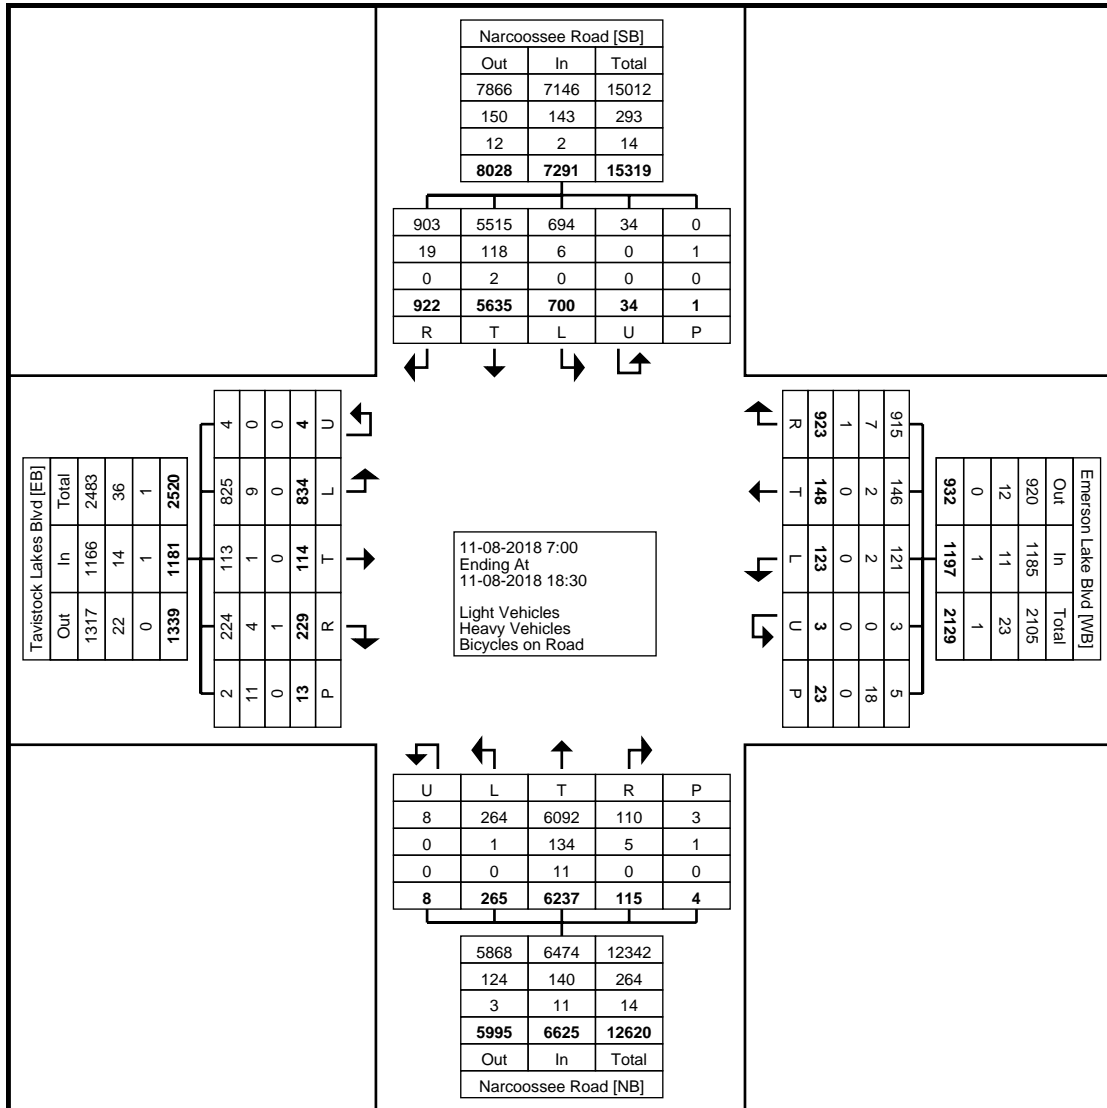 Narcoossee Road [SB]
Out In Total
7866 7146 15012
150 143 293
12 2 14
8028 7291 15319
903 5515 694 34 0
19 118 6 0 1
0 2 0 0 0
922 5635 700 34 1
R T L U P
Tavistock Lakes Blvd [EB]
Total In Out
2483 1166 1317
36 14 22
1 1 0
2520 1181 1339
4 825 113 224 2
0 9 1 4 11
0 0 0 1 0
4 834 114 229 13
U L T R P
11-08-2018 7:00
Ending At
11-08-2018 18:30
Light Vehicles
Heavy Vehicles
Bicycles on Road
Emerson Lake Blvd [WB]
Out In Total
920 1185 2105
12 11 23
0 1 1
932 1197 2129
915 146 121 3 5
7 2 2 0 18
1 0 0 0 0
923 148 123 3 23
R T L U P
U L T R P
8 264 6092 110 3
0 1 134 5 1
0 0 11 0 0
8 265 6237 115 4
5868 6474 12342
124 140 264
3 11 14
5995 6625 12620
Out In Total
Narcoossee Road [NB]